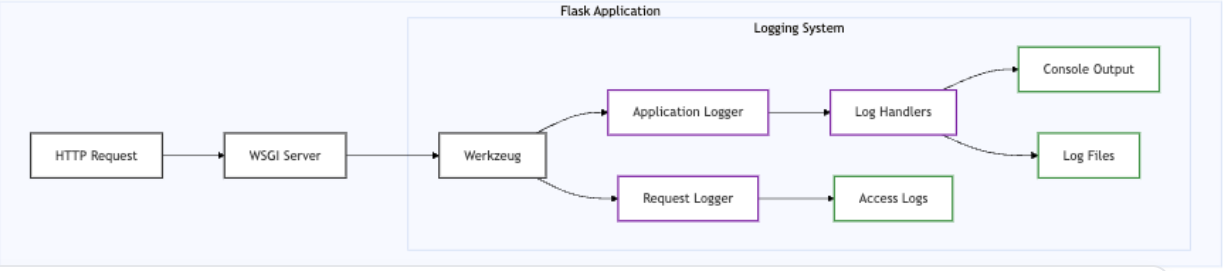 Flask Application
Logging System
HTTP Request
WSGI Server
Werkzeug
Application Logger
Log Handlers
Console Output
Log Files
Request Logger
Access Logs